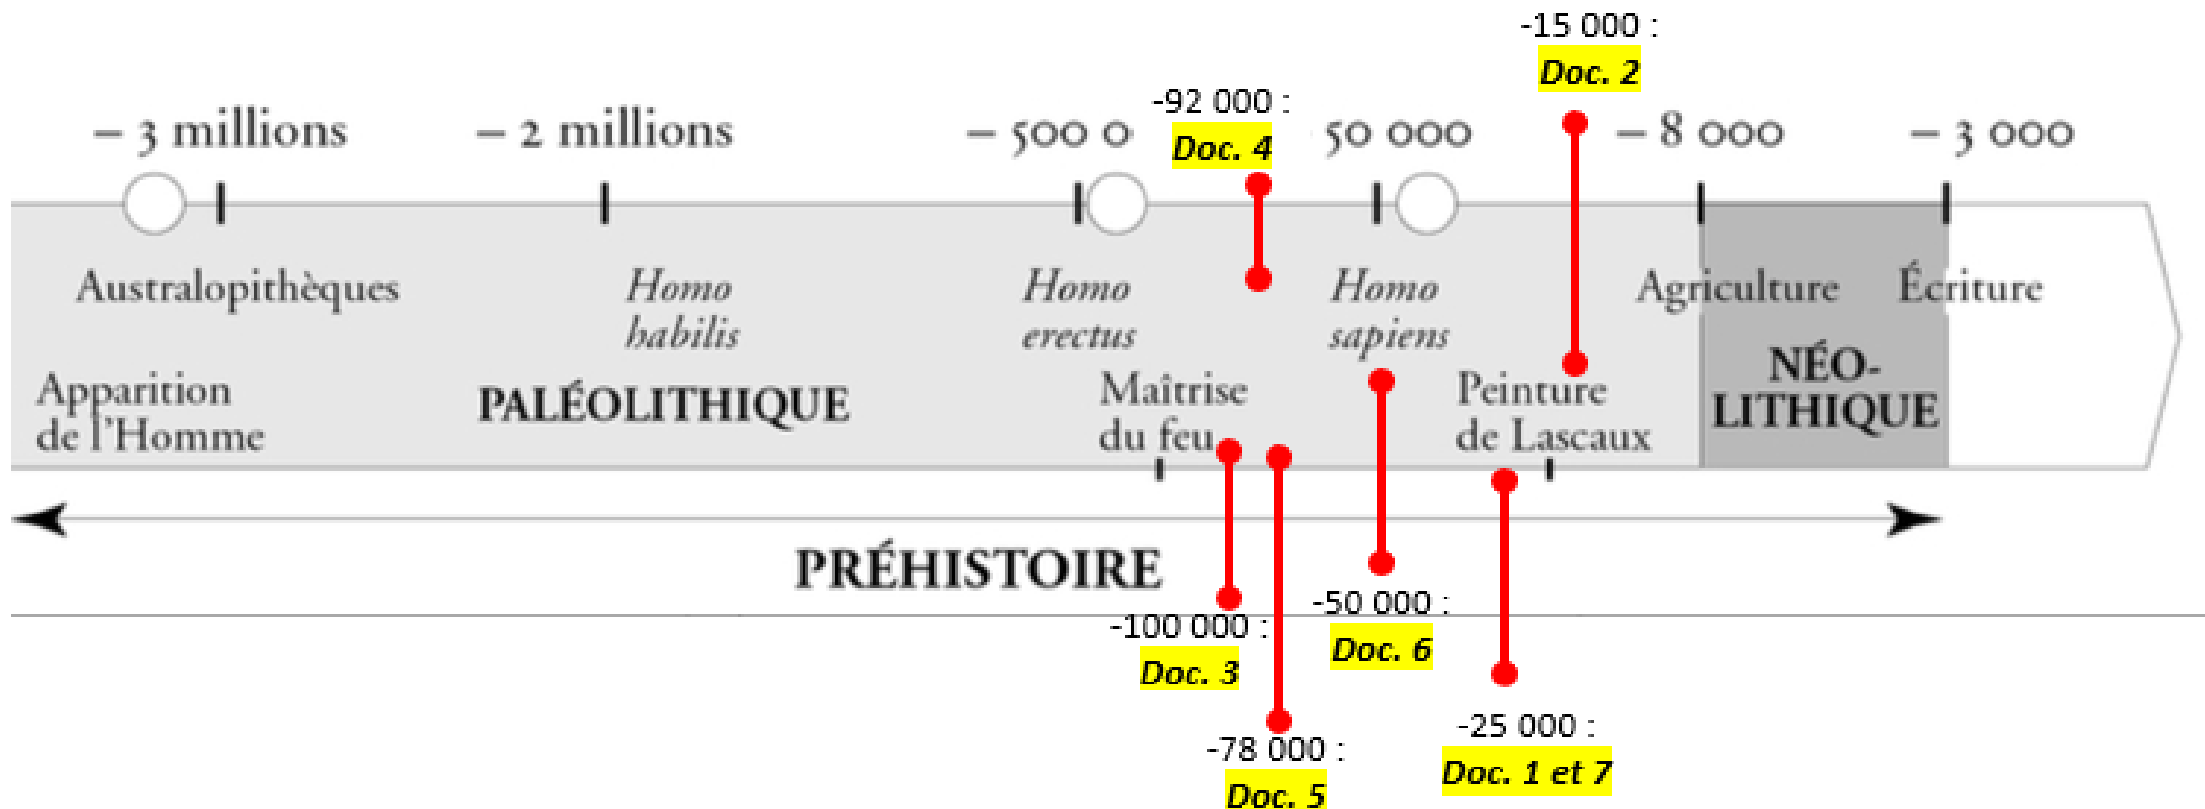 -15 000 :
Doc. 2
-92 000 :
Doc. 4
– 3 millions
– 2 millions
– 500 0
50 000
– 8 000
– 3 000
Australopithèques
Homo
habilis
Homo
erectus
Homo
sapiens
Agriculture
Écriture
Apparition
de l'Homme
PALÉOLITHIQUE
Maîtrise
du feu
Peinture
de Lascaux
NÉO-
LITHIQUE
PRÉHISTOIRE
-100 000 :
Doc. 3
-50 000 :
Doc. 6
-78 000 :
Doc. 5
-25 000 :
Doc. 1 et 7